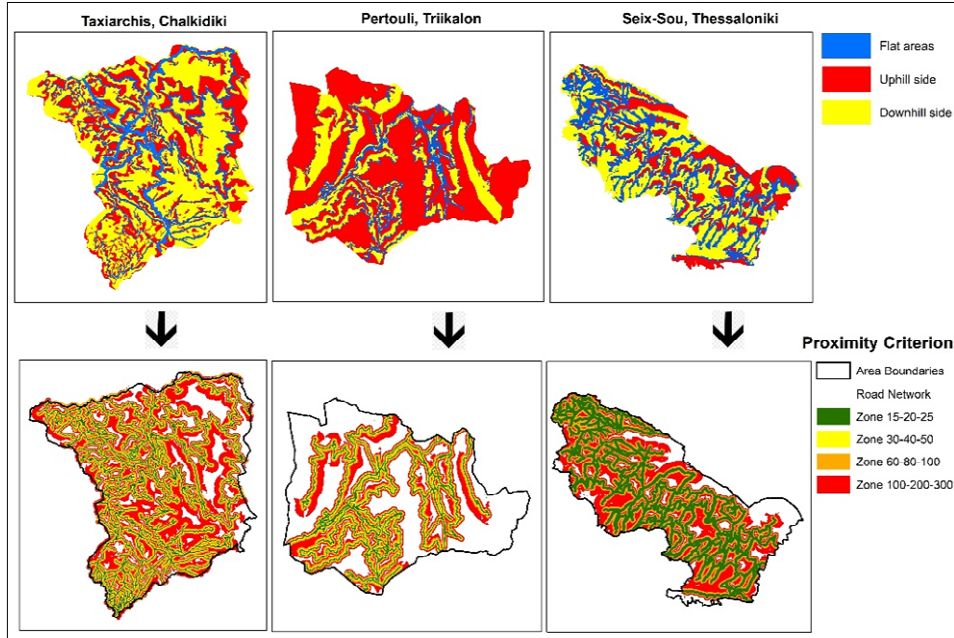 Taxiarchis, Chalkidiki
Pertouli, Triikalon
Seix-Sou, Thessaloniki
Flat areas
Uphill side
Downhill side
Proximity Criterion
Area Boundaries
Road Network
Zone 15-20-25
Zone 30-40-50
Zone 60-80-100
Zone 100-200-300